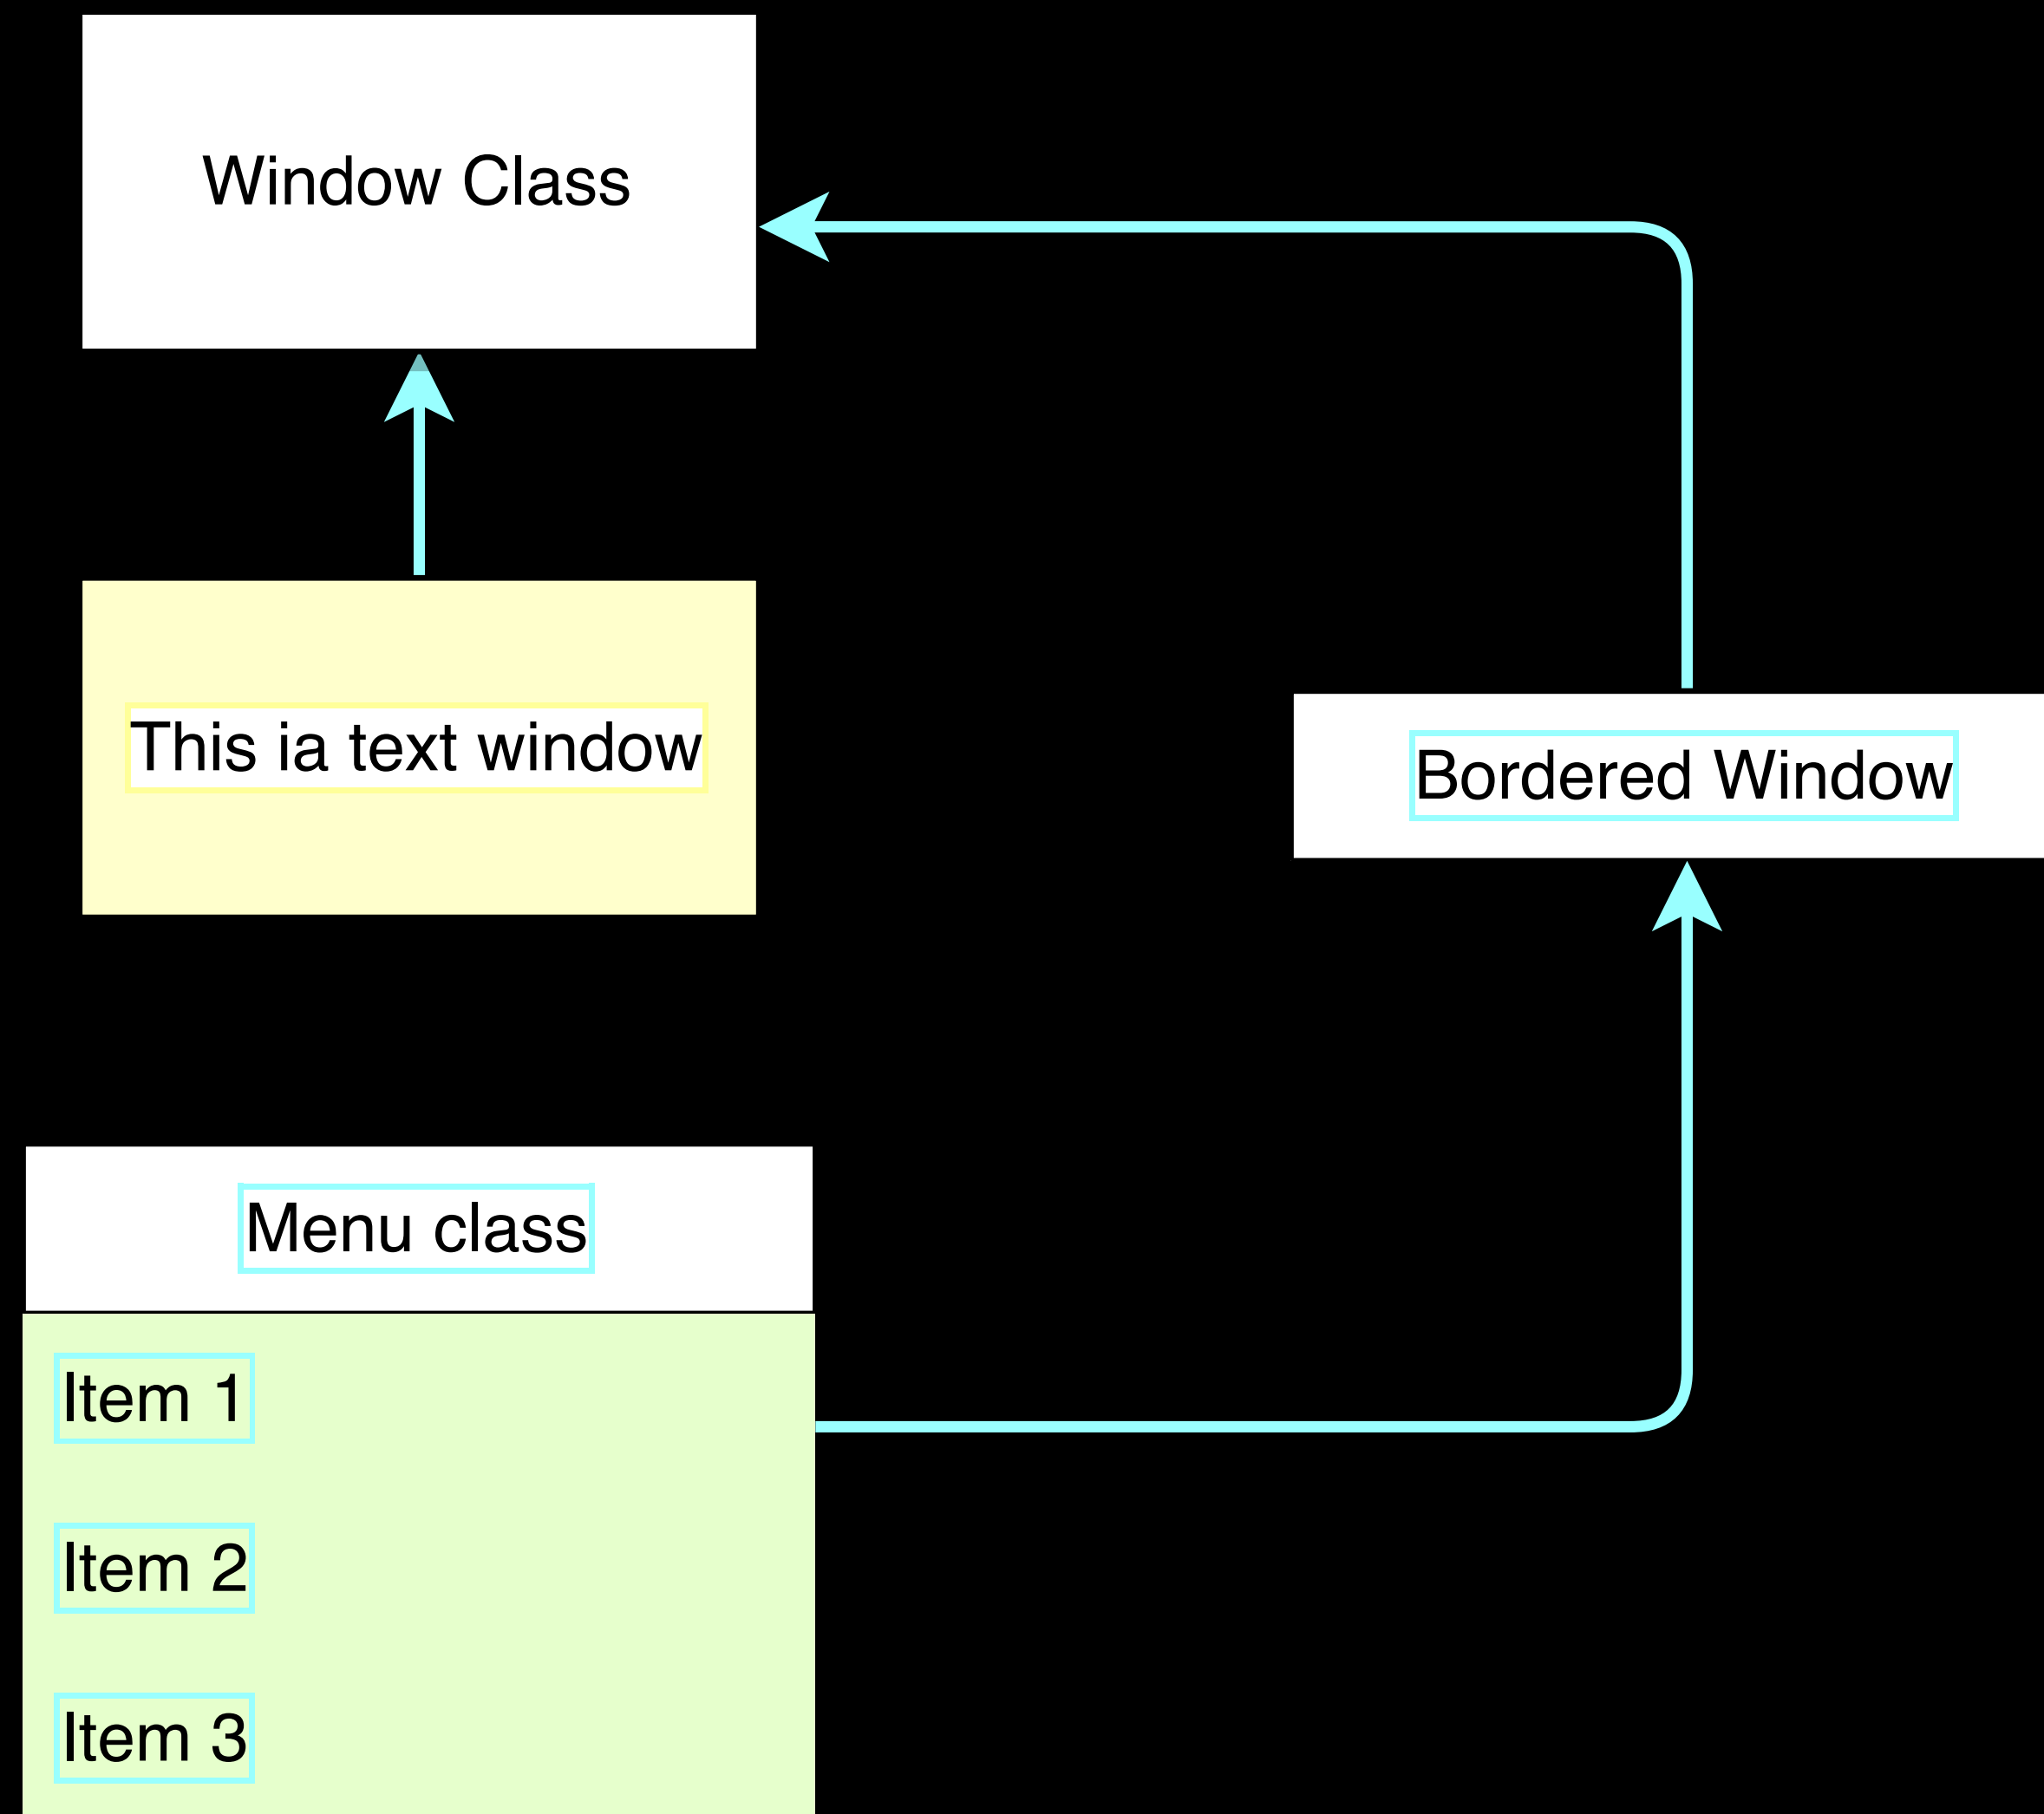 Window Class
This ia text window
Bordered Window
Menu class
Item 1
Item 2
Item 3